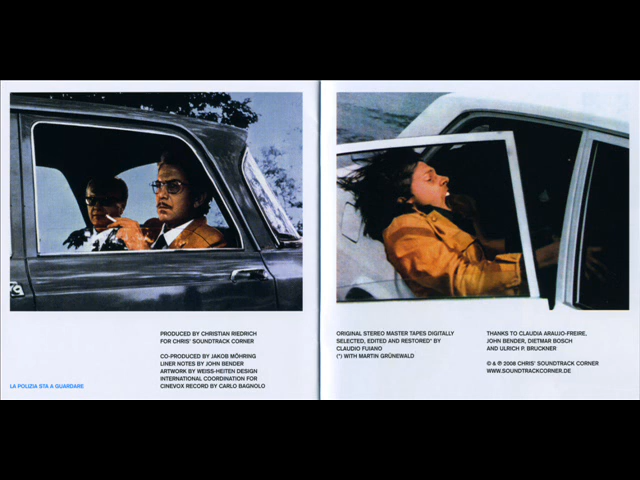 PRODUCED BY CHRISTIAN RIEDRICH
FOR CHRIS' SOUNDTRACK CORNER
CO-PRODUCED BY JAKOB MÖHRING
LINER NOTES BY JOHN BENDER
ARTWORK BY WEISS-HEITEN DESIGN
INTERNATIONAL COORDINATION FOR
CINEVOX RECORD BY CARLO BAGNOLO
LA POLIZIA STA A GUARDARE
ORIGINAL STEREO MASTER TAPES DIGITALLY
SELECTED, EDITED AND RESTORED* BY
CLAUDIO FUIANO
(*) WITH MARTIN GRÜNEWALD
THANKS TO CLAUDIA ARAUJO-FREIRE,
JOHN BENDER, DIETMAR BOSCH
AND ULRICH P. BRUCKNER
© & ℗ 2008 CHRIS' SOUNDTRACK CORNER
WWW.SOUNDTRACKCORNER.DE